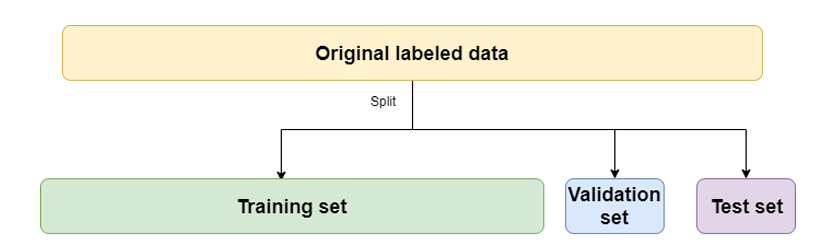 Original labeled data
Split
Training set
Validation
set
Test set